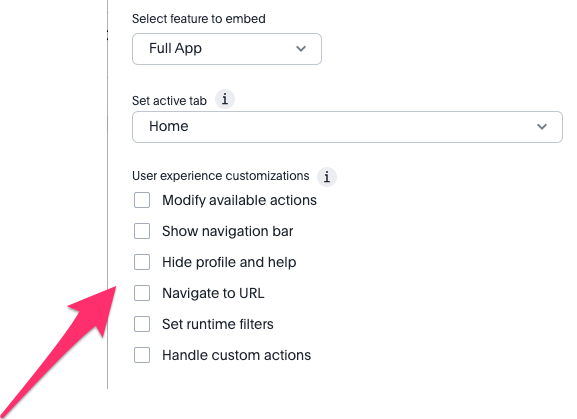 Select feature to embed
Full App
Set active tab i
Home
User experience customizations i
Modify available actions
Show navigation bar
Hide profile and help
Navigate to URL
Set runtime filters
Handle custom actions